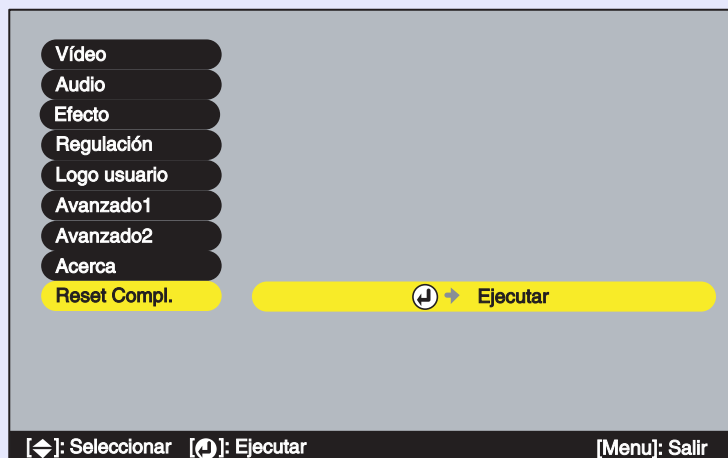 Vídeo
Audio
Efecto
Regulación
Logo usuario
Avanzado1
Avanzado2
Acerca
Reset Compl. Ejecutar
[]: Seleccionar []: Ejecutar [Menu]: Salir